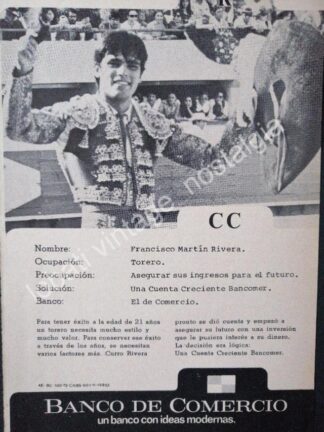 CC
Nombre: Francisco Martín Rivera.
Ocupación: Torero.
Preocupación: Asegurar sus ingresos para el futuro.
Solución: Una Cuenta Creciente Bancomer.
Banco: El de Comercio.
Para tener éxito a la edad de 21 años
un torero necesita mucho estilo y
mucho valor. Para conservar ese éxito
a través de los años, se necesitan
varios factores más. Curro Rivera
pronto se dió cuenta y empezó a
asegurar su futuro con una inversión
que le pusiera interés a su dinero.
La decisión era lógica:
Una Cuenta Creciente Bancomer.
BANCO DE COMERCIO
un banco con ideas modernas.
vintage nostalgia